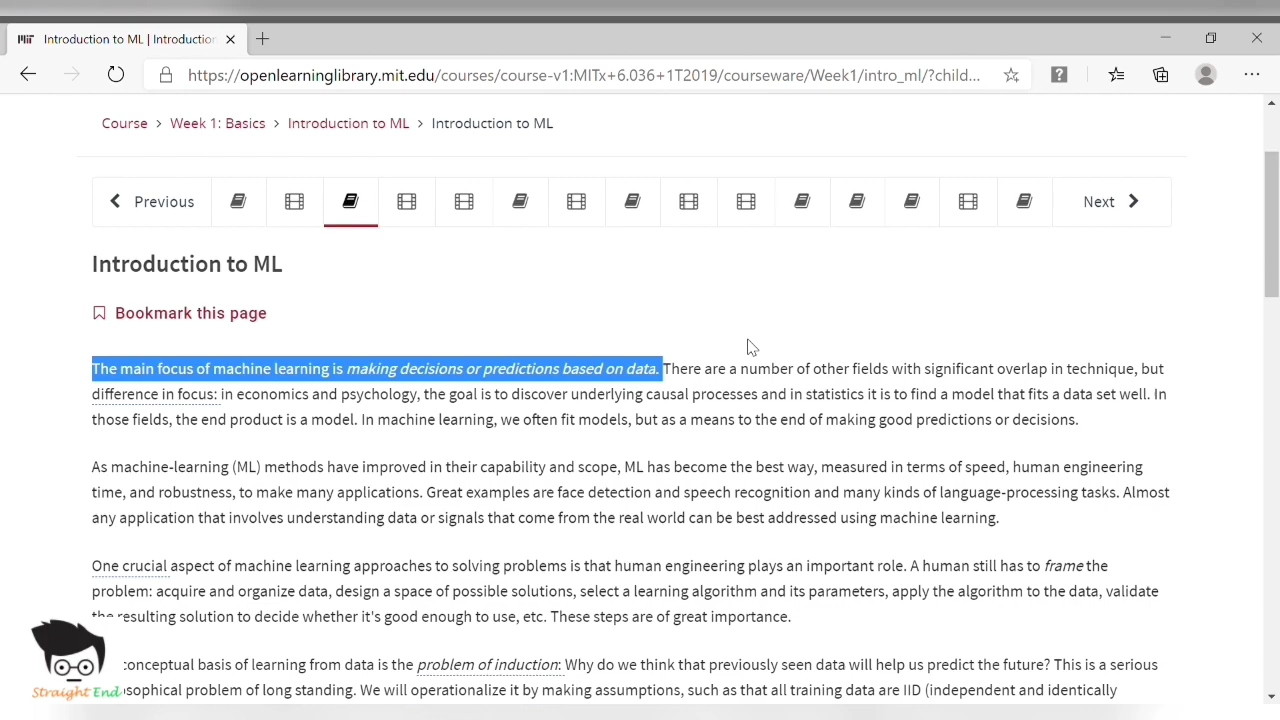 Introduction to ML | Introduction
https://openlearninglibrary.mit.edu/courses/course-v1:MITx+6.036+1T2019/courseware/Week1/intro_ml/?child...
Course > Week 1: Basics > Introduction to ML > Introduction to ML
Previous
Next
Introduction to ML
Bookmark this page
The main focus of machine learning is making decisions or predictions based on data. There are a number of other fields with significant overlap in technique, but
difference in focus: in economics and psychology, the goal is to discover underlying causal processes and in statistics it is to find a model that fits a data set well. In
those fields, the end product is a model. In machine learning, we often fit models, but as a means to the end of making good predictions or decisions.
As machine-learning (ML) methods have improved in their capability and scope, ML has become the best way, measured in terms of speed, human engineering
time, and robustness, to make many applications. Great examples are face detection and speech recognition and many kinds of language-processing tasks. Almost
any application that involves understanding data or signals that come from the real world can be best addressed using machine learning.
One crucial aspect of machine learning approaches to solving problems is that human engineering plays an important role. A human still has to frame the
problem: acquire and organize data, design a space of possible solutions, select a learning algorithm and its parameters, apply the algorithm to the data, validate
the resulting solution to decide whether it's good enough to use, etc. These steps are of great importance.
conceptual basis of learning from data is the problem of induction: Why do we think that previously seen data will help us predict the future? This is a serious
sophical problem of long standing. We will operationalize it by making assumptions, such as that all training data are IID (independent and identically
Straight End